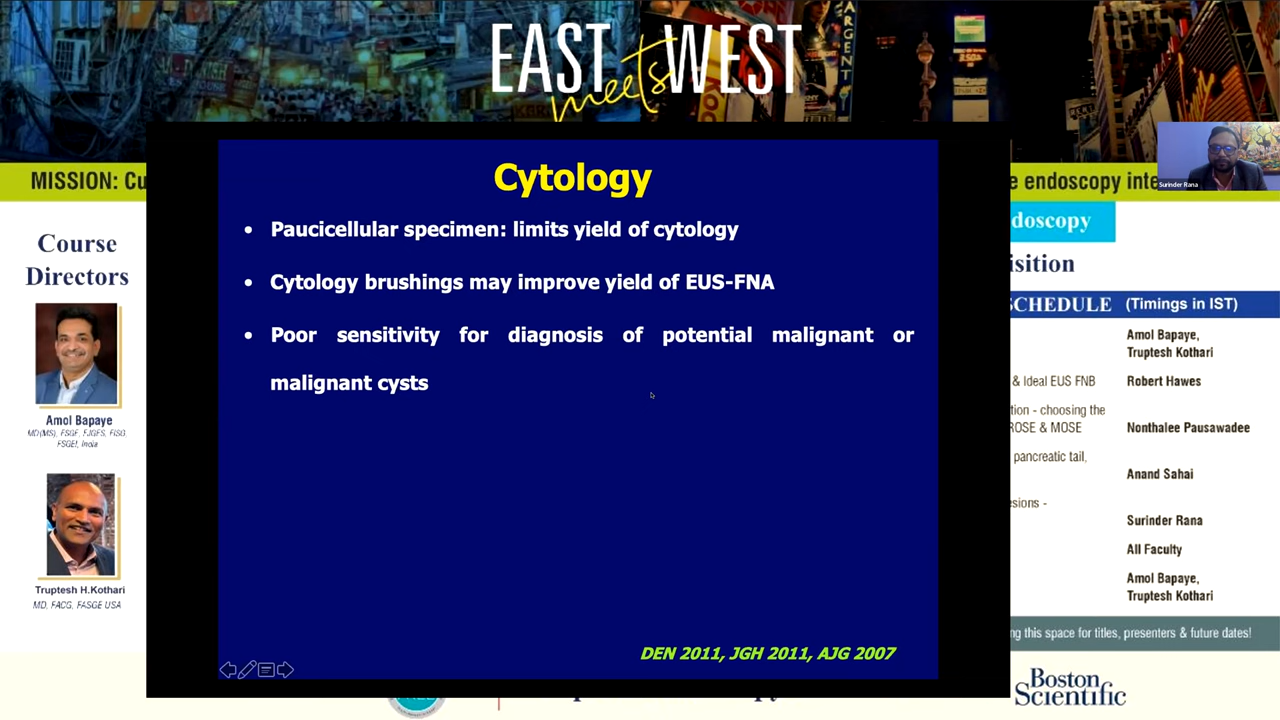 EAST meets WEST
MISSION: Cu
e endoscopy inte
Surinder Rana
Course
Directors
Amol Bapaye
MD(MS), FSGE, FJGES, FISG,
FSGEI, India
Truptesh H.Kothari
MD, FACG, FASGE USA
Cytology
• Paucicellular specimen: limits yield of cytology
• Cytology brushings may improve yield of EUS-FNA
• Poor sensitivity for diagnosis of potential malignant or
malignant cysts
DEN 2011, JGH 2011, AJG 2007
doscopy
isition
SCHEDULE (Timings in IST)
Amol Bapaye,
Truptesh Kothari
& Ideal EUS FNB Robert Hawes
tion - choosing the
ROSE & MOSE Nonthalee Pausawadee
pancreatic tail,
Anand Sahai
esions -
Surinder Rana
All Faculty
Amol Bapaye,
Truptesh Kothari
ng this space for titles, presenters & future dates!
Boston
Scientific